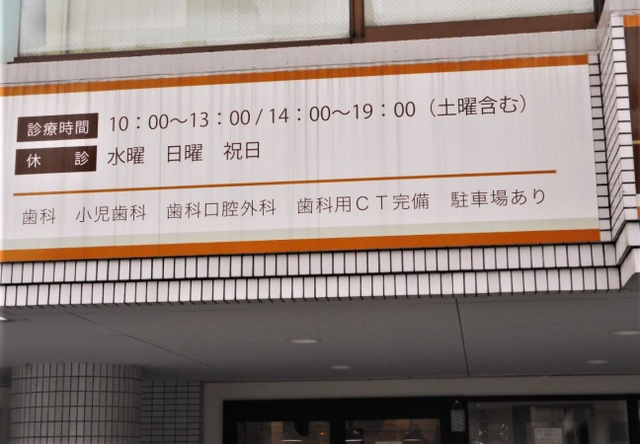 診療時間 10：00～13：00 / 14：00～19：00（土曜含む）
休診 水曜 日曜 祝日
歯科 小児歯科 歯科口腔外科 歯科用ＣＴ完備 駐車場あり